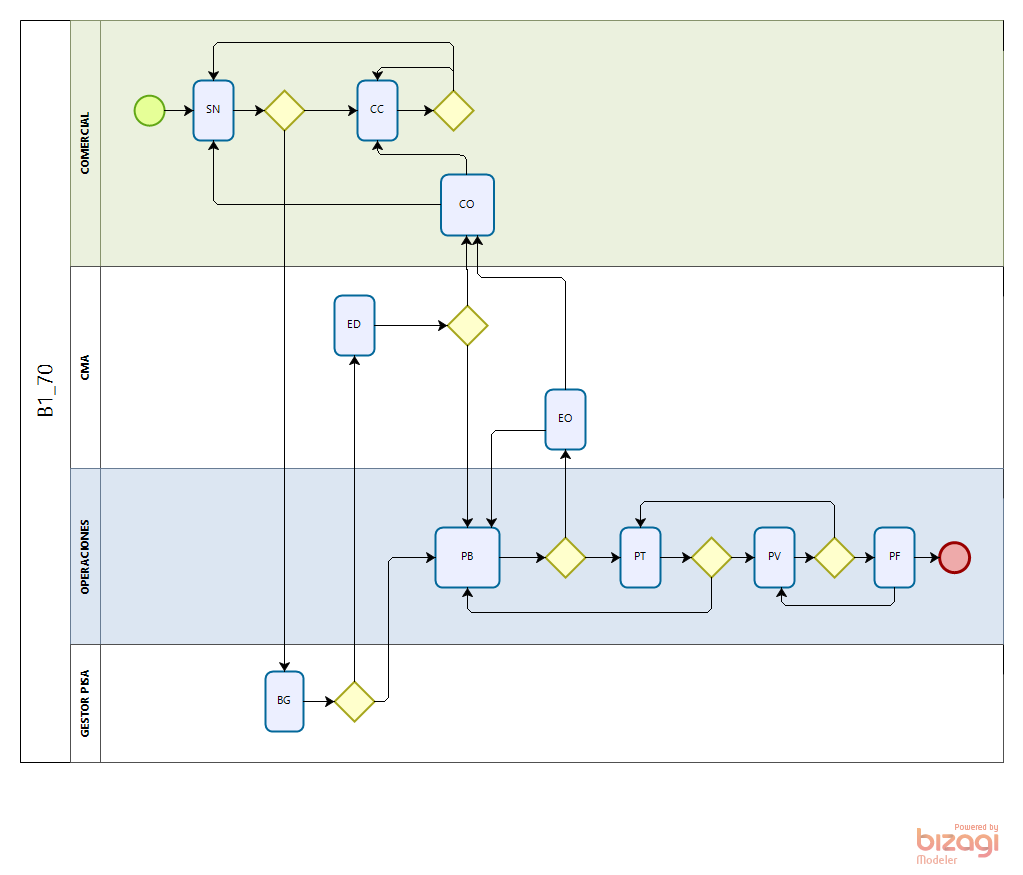 B1_70
COMERCIAL
SN
CC
CO
CMA
ED
EO
OPERACIONES
PB
PT
PV
PF
GESTOR PISA
BG
Powered by
bizagi
Modeler